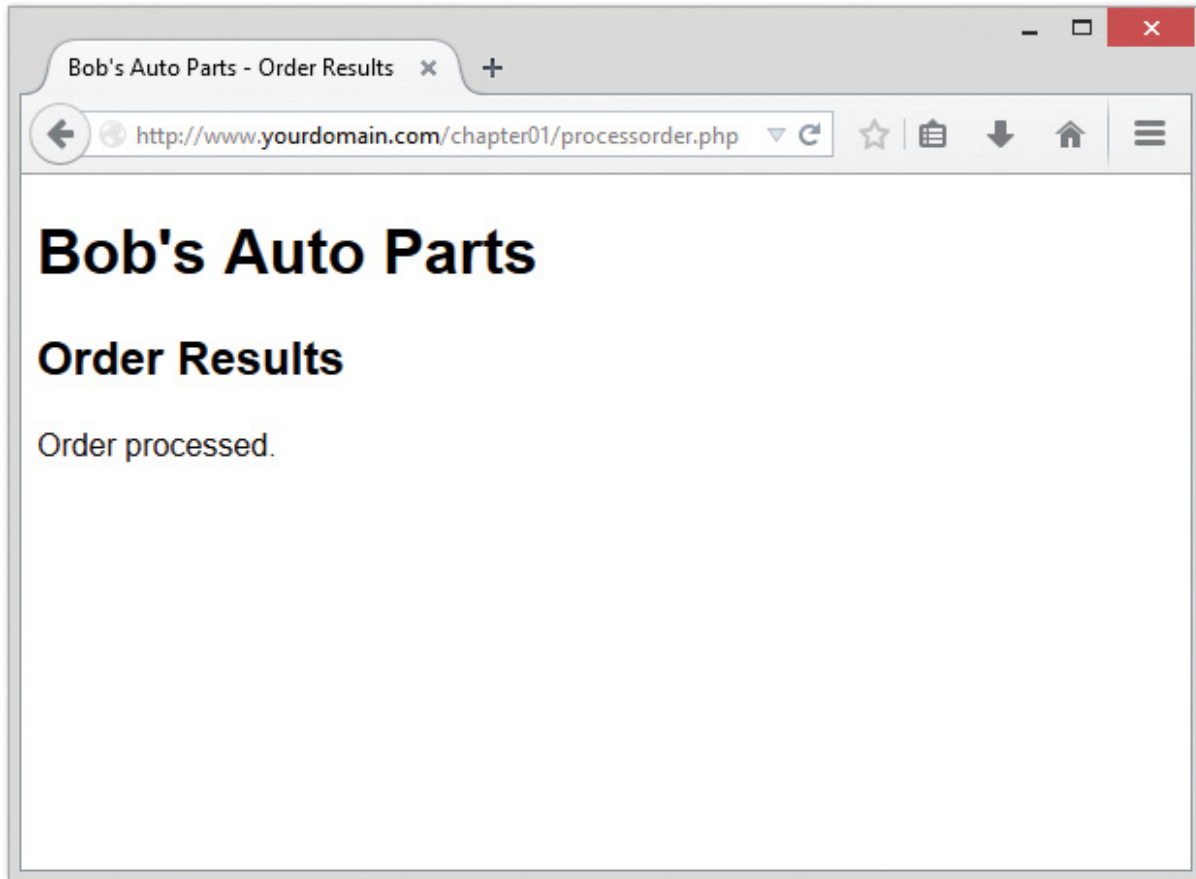 Bob's Auto Parts - Order Results
http://www.yourdomain.com/chapter01/processorder.php
Bob's Auto Parts
Order Results
Order processed.